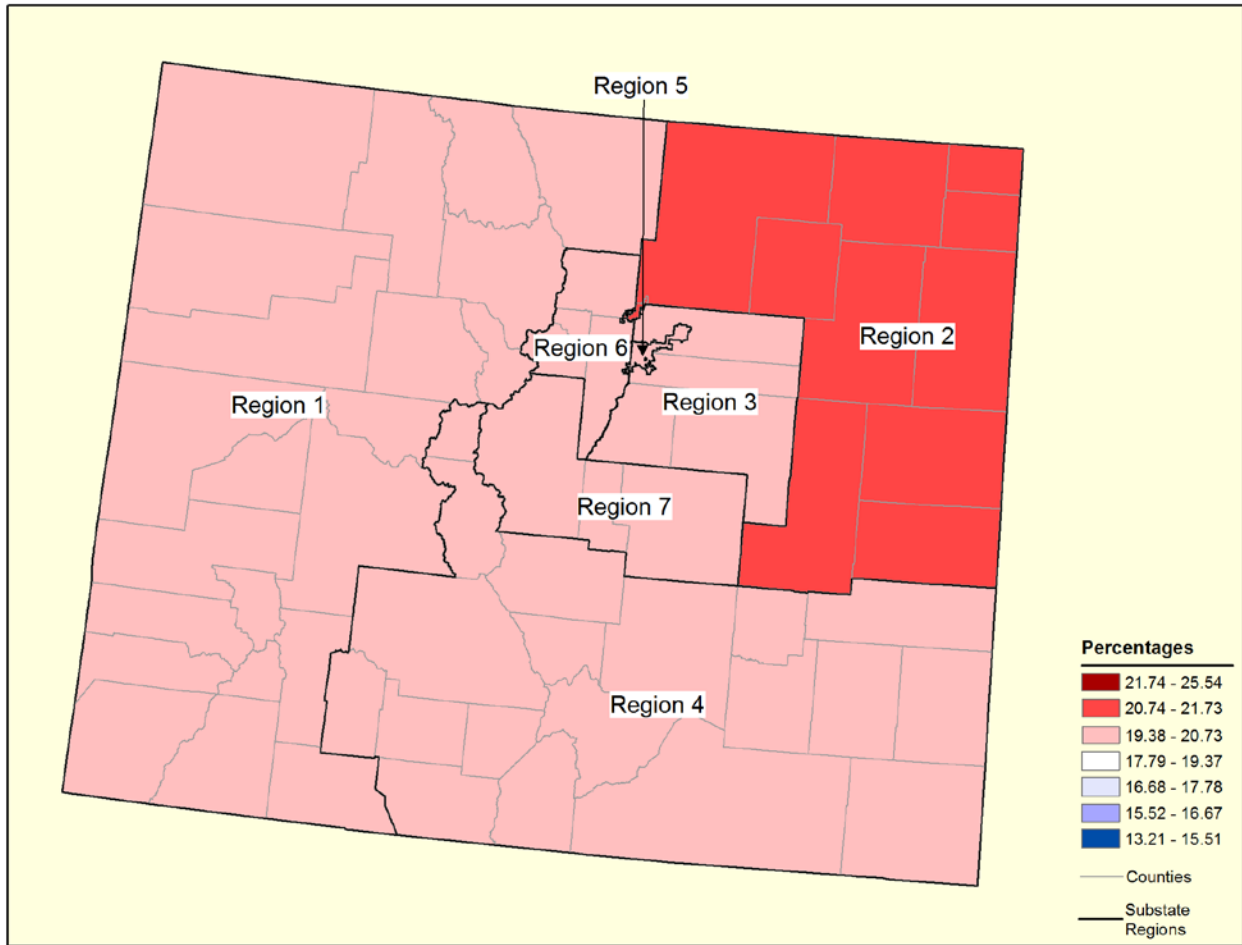 Region 5
Region 2
Region 6
Region 1
Region 3
Region 7
Region 4
Percentages
21.74 - 25.54
20.74 - 21.73
19.38 - 20.73
17.79 - 19.37
16.68 - 17.78
15.52 - 16.67
13.21 - 15.51
Counties
Substate
Regions